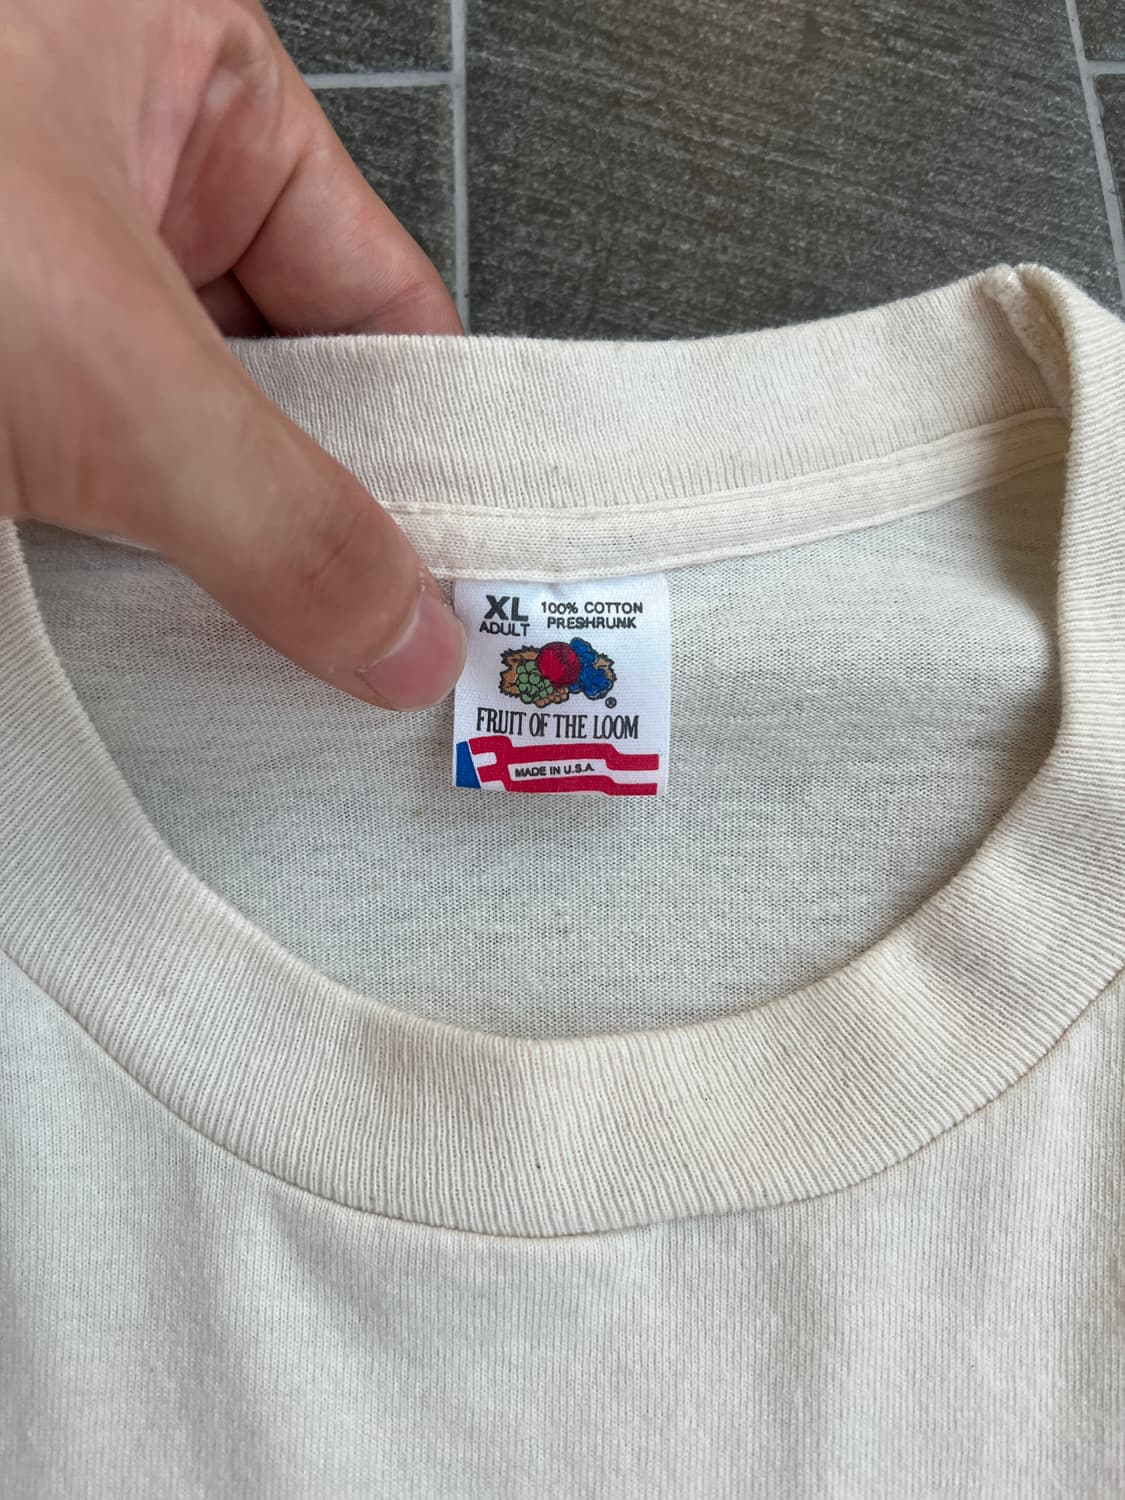 XL 100% COTTON
ADULT PRESHRUNK
®
FRUIT OF THE LOOM
MADE IN U.S.A.